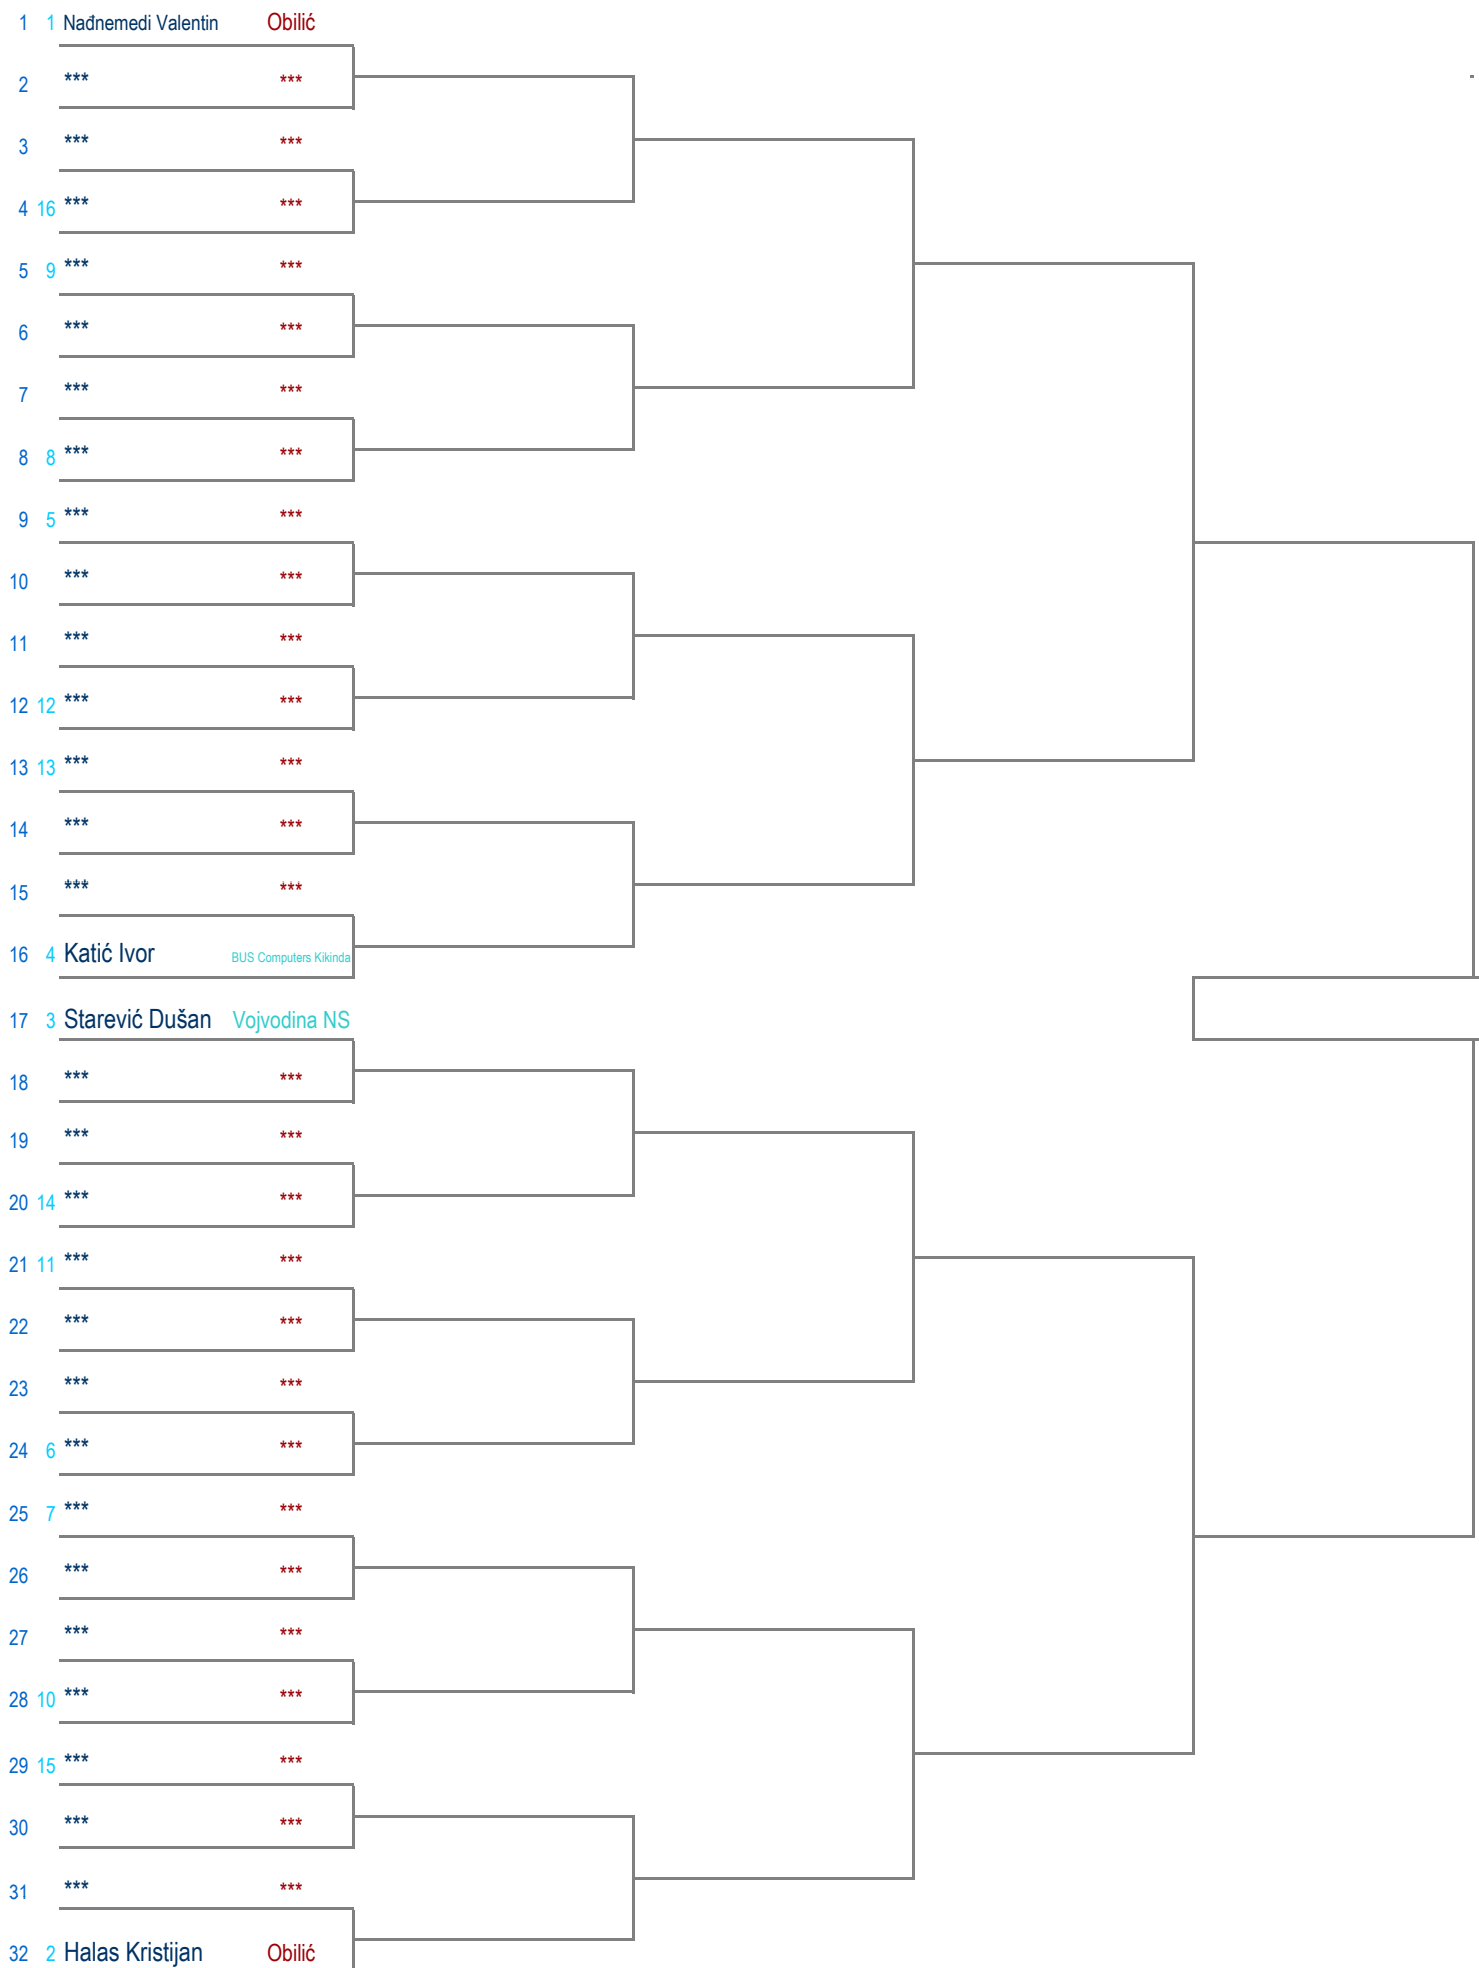 1 1 Nađnemedi Valentin Obilić
2 *** ***
3 *** ***
4 16 *** ***
5 9 *** ***
6 *** ***
7 *** ***
8 8 *** ***
9 5 *** ***
10 *** ***
11 *** ***
12 12 *** ***
13 13 *** ***
14 *** ***
15 *** ***
16 4 Katić Ivor BUS Computers Kikinda
17 3 Starević Dušan Vojvodina NS
18 *** ***
19 *** ***
20 14 *** ***
21 11 *** ***
22 *** ***
23 *** ***
24 6 *** ***
25 7 *** ***
26 *** ***
27 *** ***
28 10 *** ***
29 15 *** ***
30 *** ***
31 *** ***
32 2 Halas Kristijan Obilić